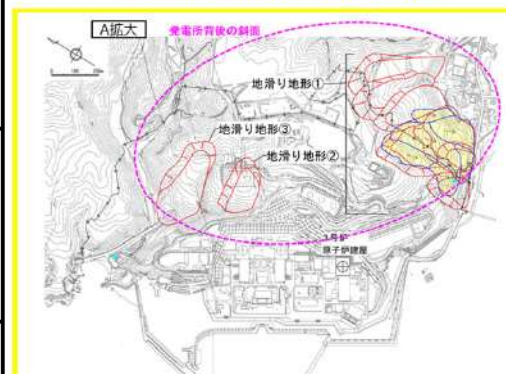 A拡大
発電所背後の斜面
地滑り地形①
地滑り地形③
地滑り地形②
3号炉
原子炉建屋